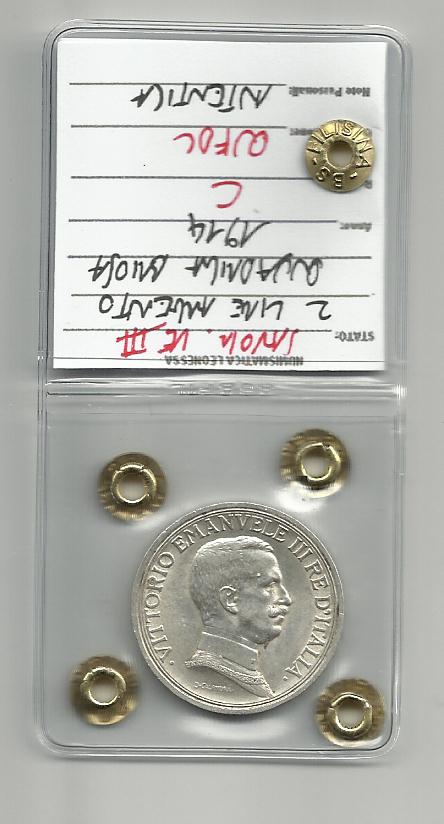 NUMISMATICA LEONESSA
STATO: SAVOIA. VE III
2 LIRE ARGENTO
QUADRIGA BRIOSA
Anno: 1914
R C
QFDC
Note Personali: AUTENTICA
FILISINA - BS -
· VITTORIO EMANVELE III RE D'ITALIA ·